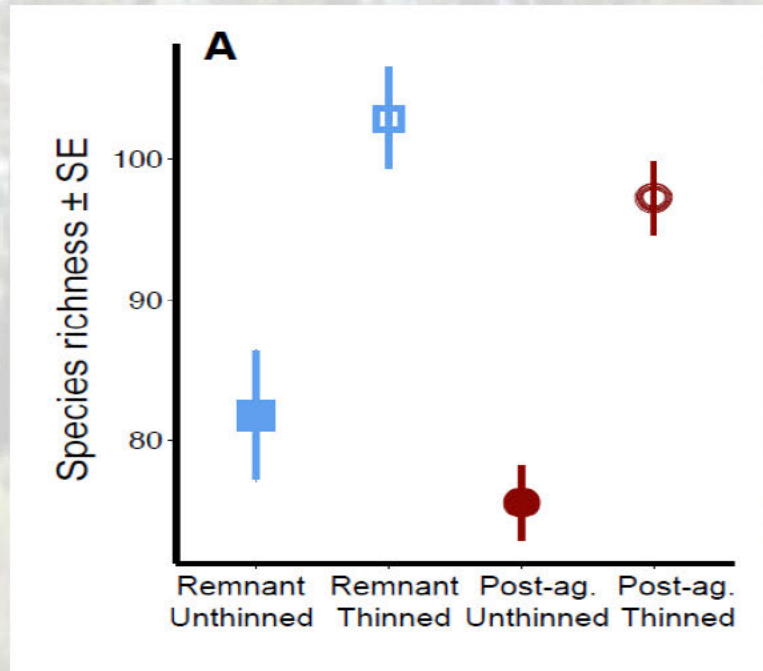 A
Species richness ± SE
100
90
80
Remnant Unthinned
Remnant Thinned
Post-ag. Unthinned
Post-ag. Thinned